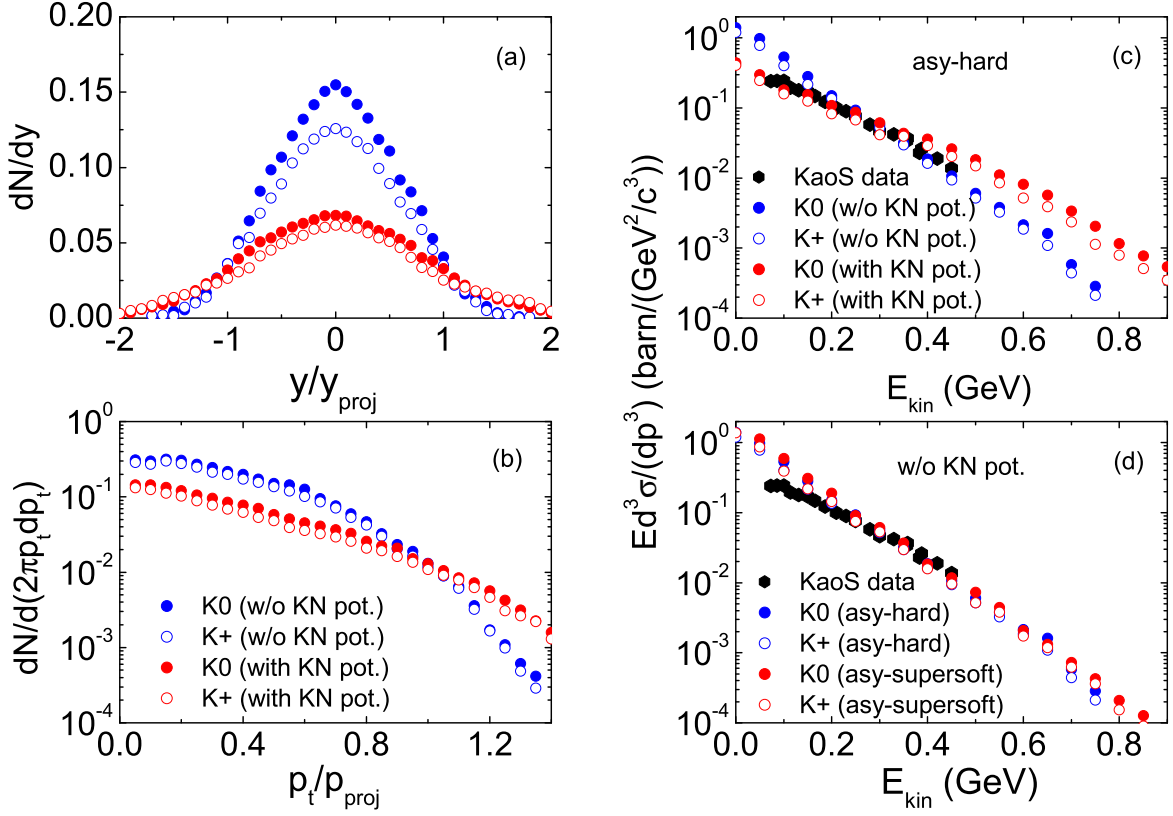 0.20
0.15
0.10
0.05
0.00
dN/dy
(a)
-2 -1 0 1 2
y/y_proj
10^0
10^-1
10^-2
10^-3
10^-4
dN/d(2πp_t dp_t)
(b)
K0 (w/o KN pot.)
K+ (w/o KN pot.)
K0 (with KN pot.)
K+ (with KN pot.)
0.0 0.4 0.8 1.2
p_t/p_proj
Ed^3σ/(dp^3) (barn/(GeV^2/c^3))
10^0
10^-1
10^-2
10^-3
10^-4
asy-hard
(c)
KaoS data
K0 (w/o KN pot.)
K+ (w/o KN pot.)
K0 (with KN pot.)
K+ (with KN pot.)
0.0 0.2 0.4 0.6 0.8
E_kin (GeV)
10^0
10^-1
10^-2
10^-3
10^-4
w/o KN pot.
(d)
KaoS data
K0 (asy-hard)
K+ (asy-hard)
K0 (asy-supersoft)
K+ (asy-supersoft)
0.0 0.2 0.4 0.6 0.8
E_kin (GeV)